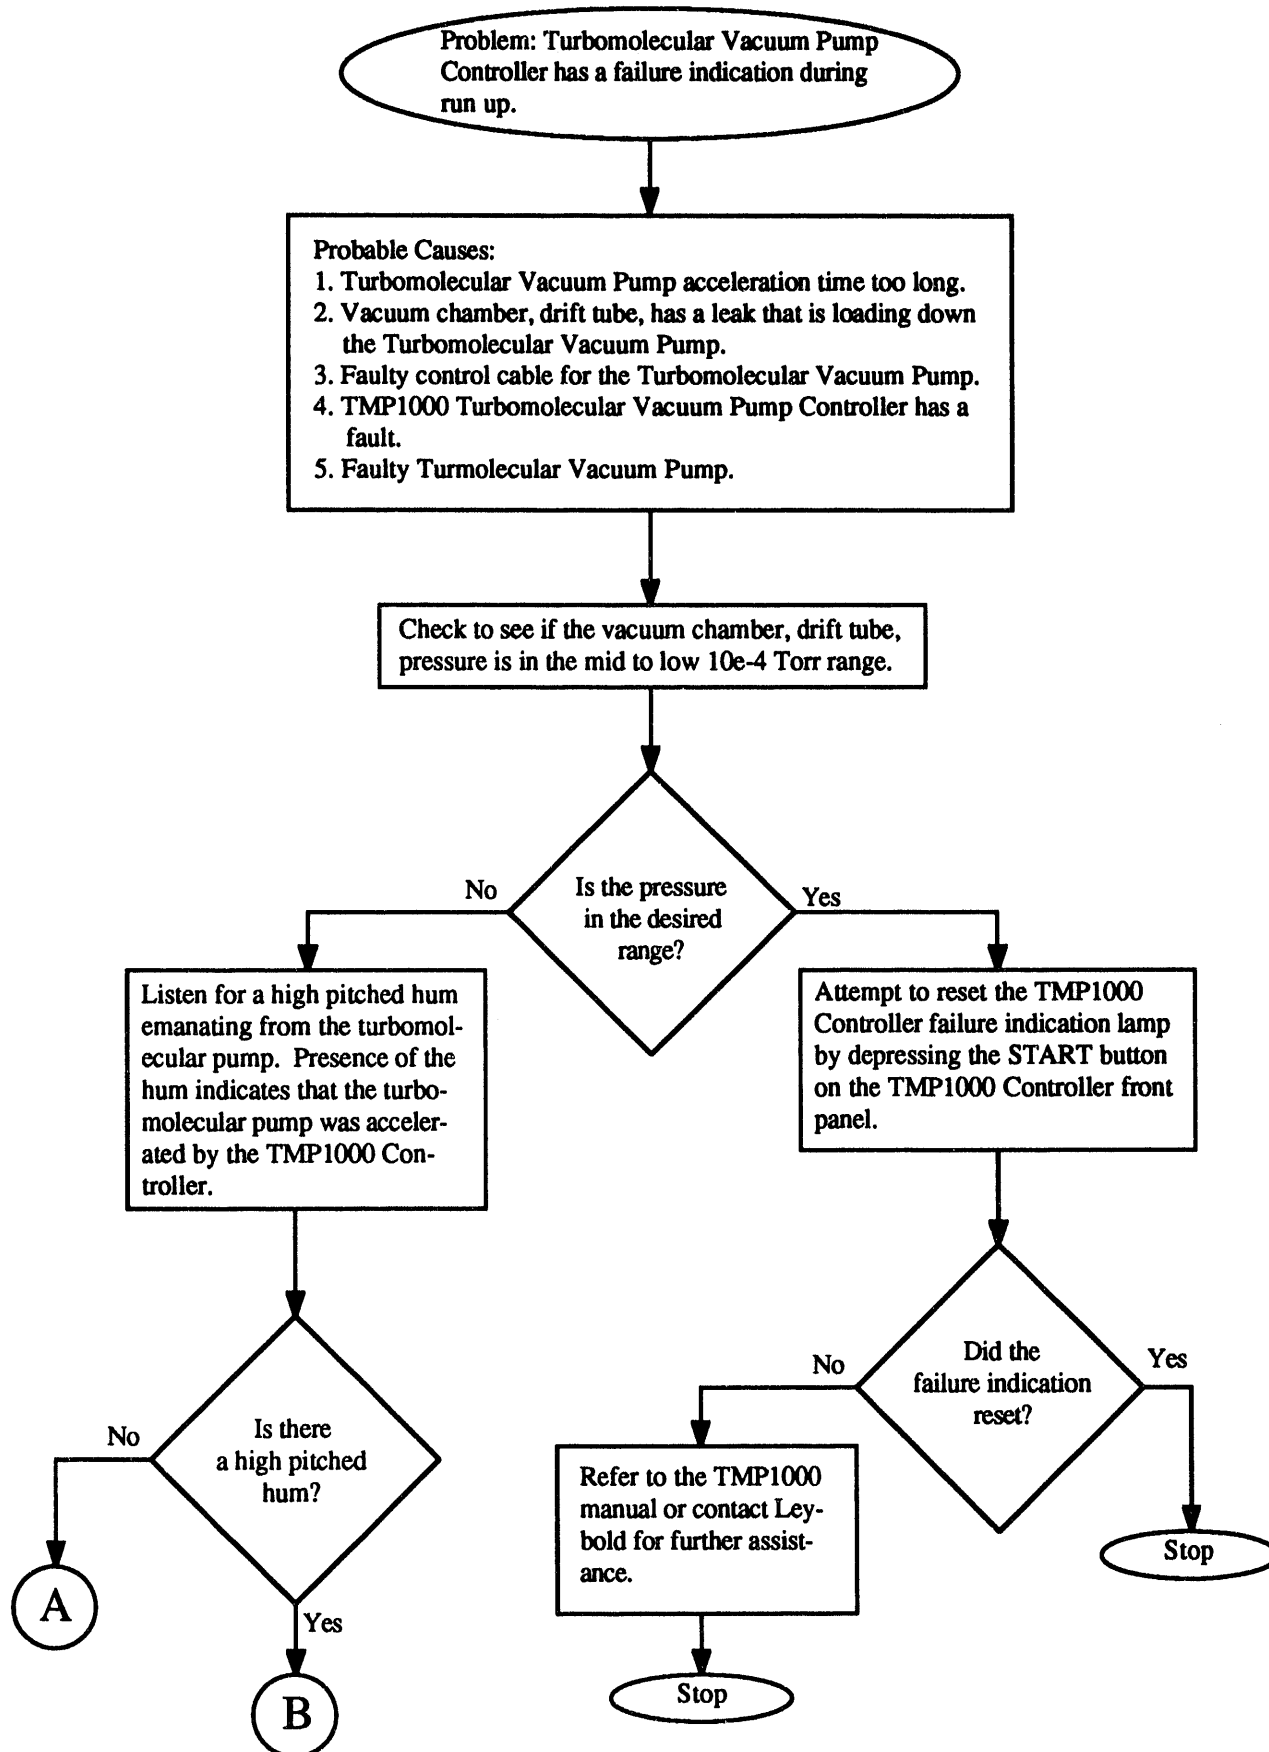 Problem: Turbomolecular Vacuum Pump
Controller has a failure indication during
run up.
Probable Causes:
1. Turbomolecular Vacuum Pump acceleration time too long.
2. Vacuum chamber, drift tube, has a leak that is loading down
the Turbomolecular Vacuum Pump.
3. Faulty control cable for the Turbomolecular Vacuum Pump.
4. TMP1000 Turbomolecular Vacuum Pump Controller has a
fault.
5. Faulty Turmolecular Vacuum Pump.
Check to see if the vacuum chamber, drift tube,
pressure is in the mid to low 10e-4 Torr range.
Is the pressure
in the desired
range?
No
Yes
Listen for a high pitched hum
emanating from the turbomol-
ecular pump. Presence of the
hum indicates that the turbo-
molecular pump was acceler-
ated by the TMP1000 Con-
troller.
Attempt to reset the TMP1000
Controller failure indication lamp
by depressing the START button
on the TMP1000 Controller front
panel.
Is there
a high pitched
hum?
No
Yes
A
B
Did the
failure indication
reset?
No
Yes
Refer to the TMP1000
manual or contact Ley-
bold for further assist-
ance.
Stop
Stop